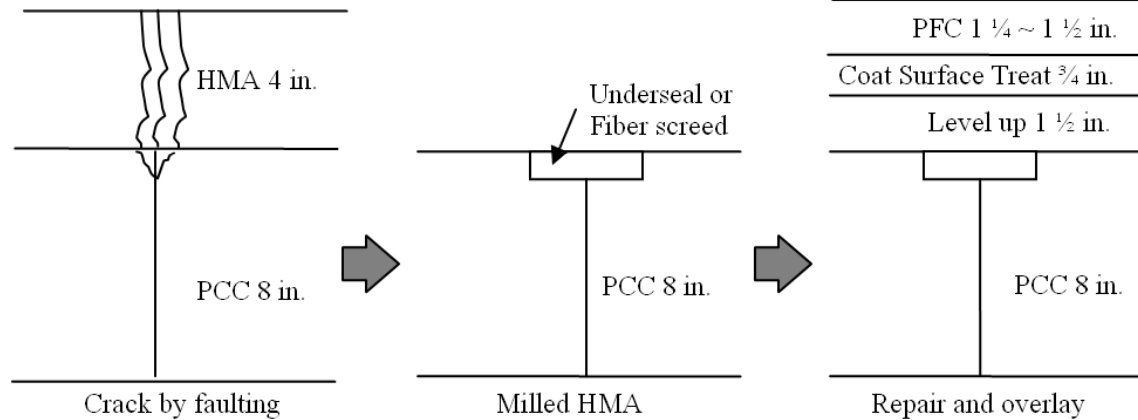 HMA 4 in.
PCC 8 in.
Crack by faulting
Underseal or
Fiber screed
PCC 8 in.
Milled HMA
PFC 1 ¼ ~ 1 ½ in.
Coat Surface Treat ¾ in.
Level up 1 ½ in.
PCC 8 in.
Repair and overlay